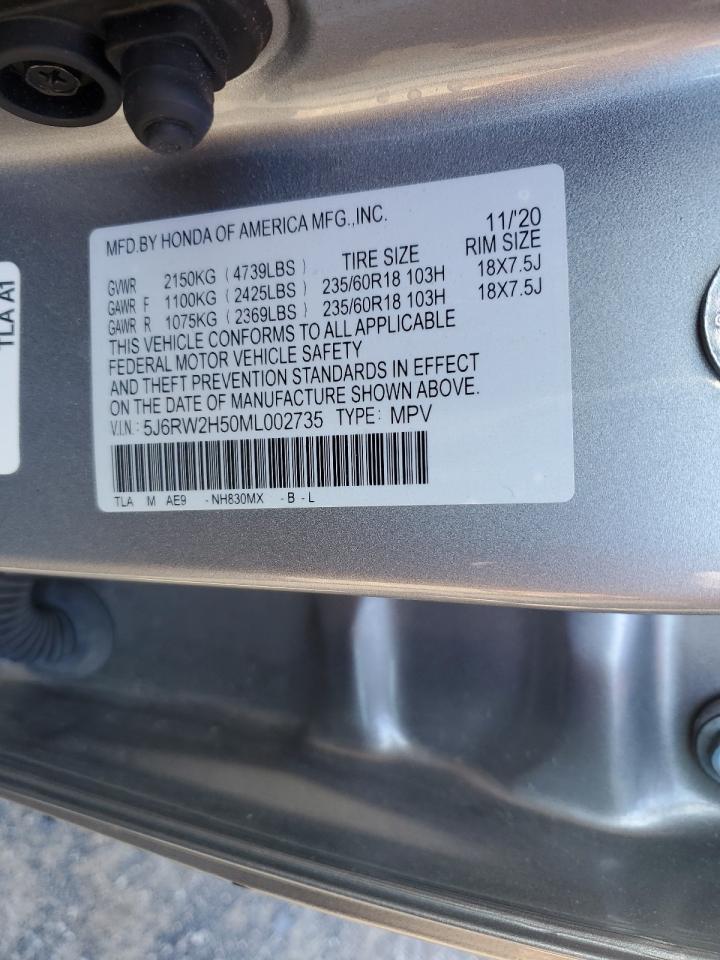 MFD.BY HONDA OF AMERICA MFG.,INC. 11/'20
TIRE SIZE RIM SIZE
GVWR 2150KG (4739LBS)
GAWR F 1100KG (2425LBS) 235/60R18 103H 18X7.5J
GAWR R 1075KG (2369LBS) 235/60R18 103H 18X7.5J
THIS VEHICLE CONFORMS TO ALL APPLICABLE
FEDERAL MOTOR VEHICLE SAFETY
AND THEFT PREVENTION STANDARDS IN EFFECT
ON THE DATE OF MANUFACTURE SHOWN ABOVE.
V.I.N.: 5J6RW2H50ML002735 TYPE: MPV
TLA M AE9 -NH830MX -B -L
TLA A1